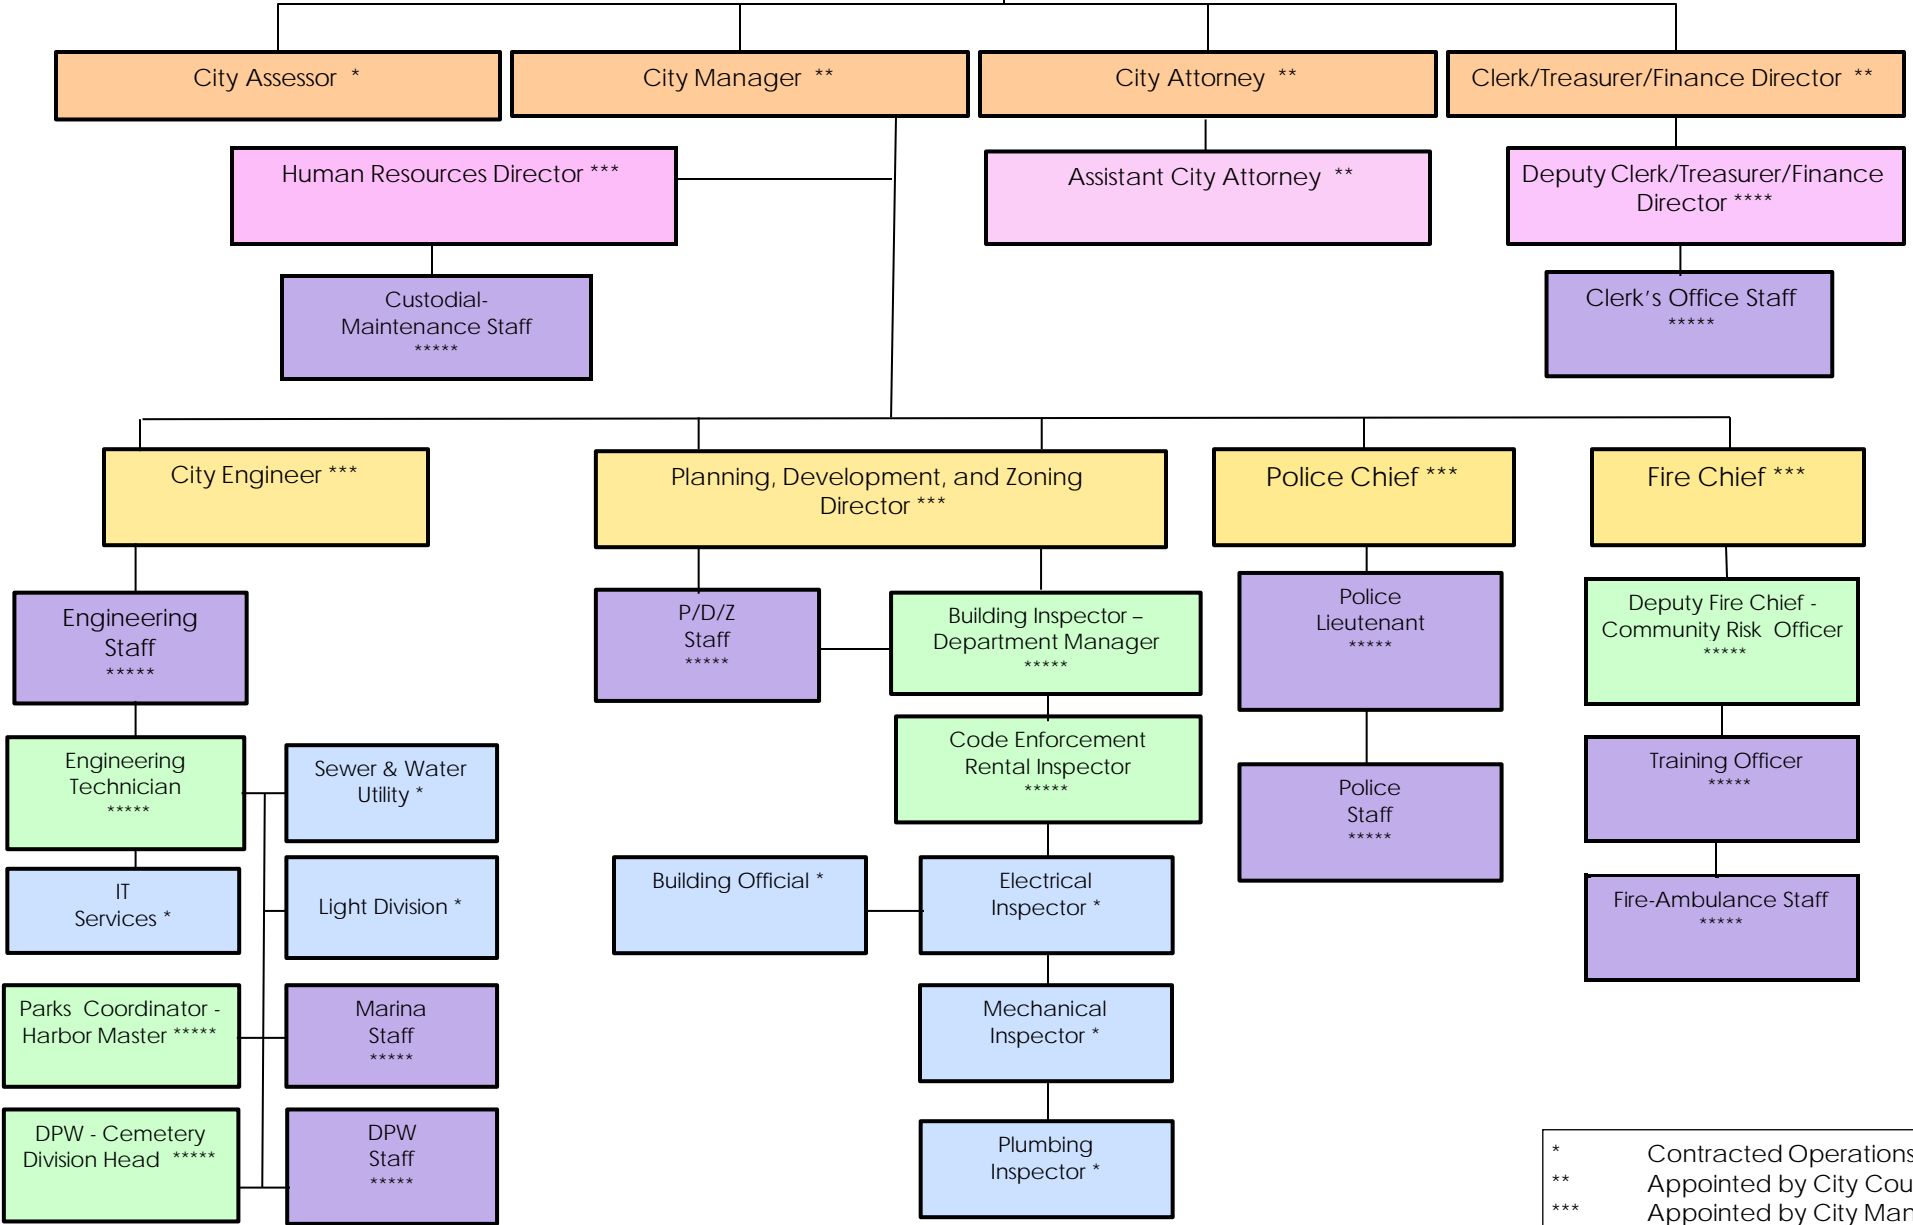 City Assessor *
City Manager **
City Attorney **
Clerk/Treasurer/Finance Director **
Human Resources Director ***
Assistant City Attorney **
Deputy Clerk/Treasurer/Finance
Director ****
Custodial-
Maintenance Staff
*****
Clerk's Office Staff
*****
City Engineer ***
Planning, Development, and Zoning
Director ***
Police Chief ***
Fire Chief ***
Engineering
Staff
*****
P/D/Z
Staff
*****
Building Inspector –
Department Manager
*****
Police
Lieutenant
*****
Deputy Fire Chief -
Community Risk Officer
*****
Engineering
Technician
*****
Sewer & Water
Utility *
Code Enforcement
Rental Inspector
*****
Police
Staff
*****
Training Officer
*****
IT
Services *
Light Division *
Building Official *
Electrical
Inspector *
Fire-Ambulance Staff
*****
Parks Coordinator -
Harbor Master *****
Marina
Staff
*****
Mechanical
Inspector *
DPW - Cemetery
Division Head *****
DPW
Staff
*****
Plumbing
Inspector *
* Contracted Operations
** Appointed by City
*** Appointed by City